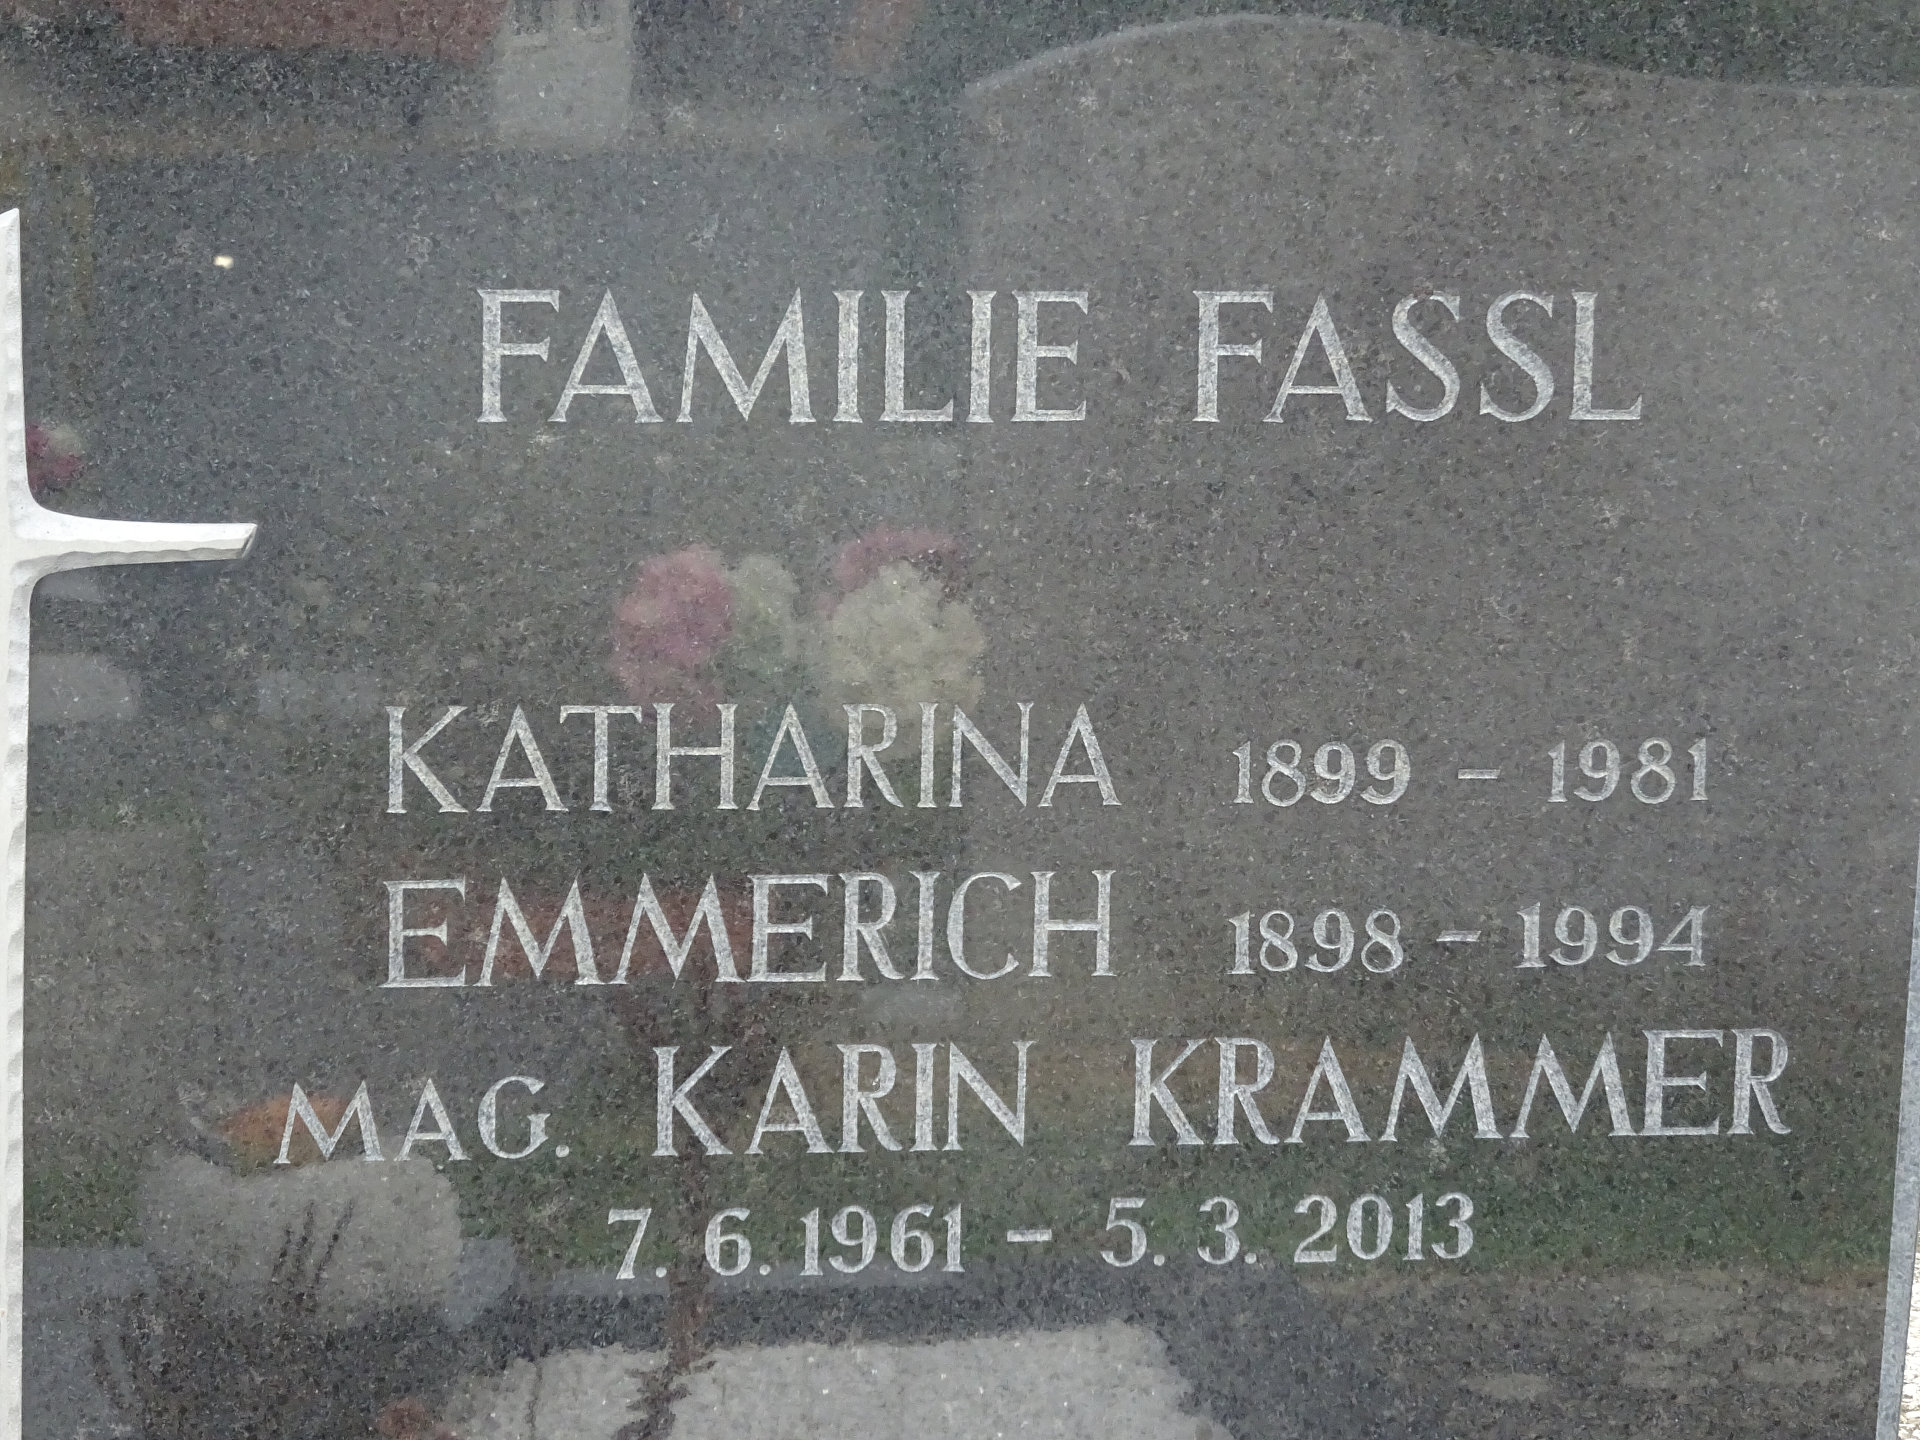 FAMILIE FASSL
KATHARINA 1899 - 1981
EMMERICH 1898 - 1994
MAG. KARIN KRAMMER
7. 6. 1961 - 5. 3. 2013